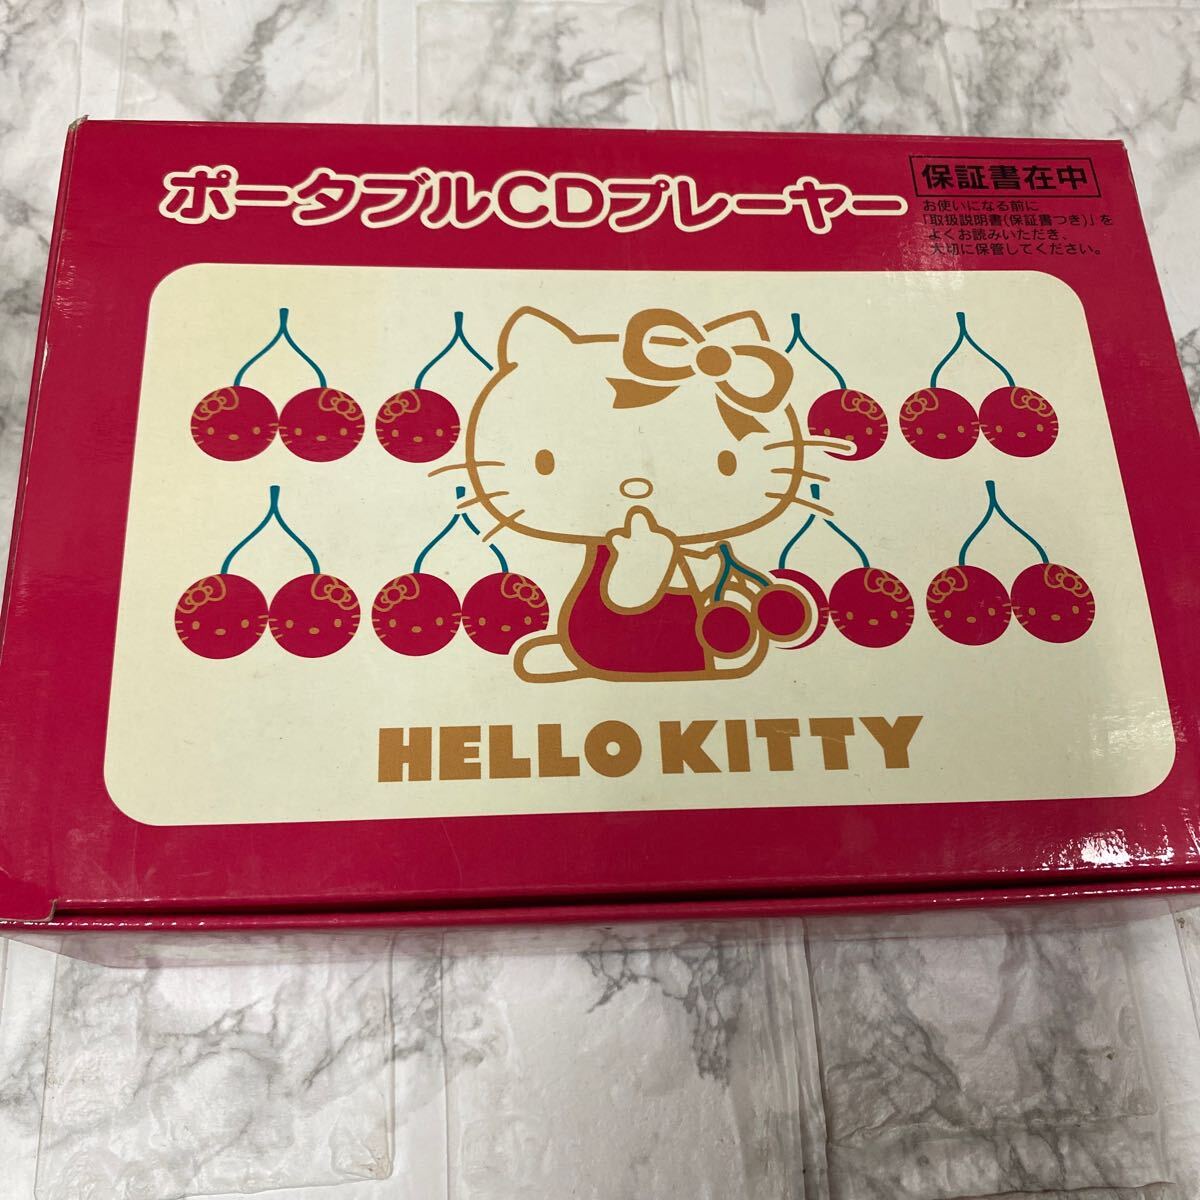 ポータブルCDプレーヤー
保証書在中
お使いになる前に
「取扱説明書(保証書つき)」を
よくお読みいただき、
大切に保管してください。
HELLO KITTY